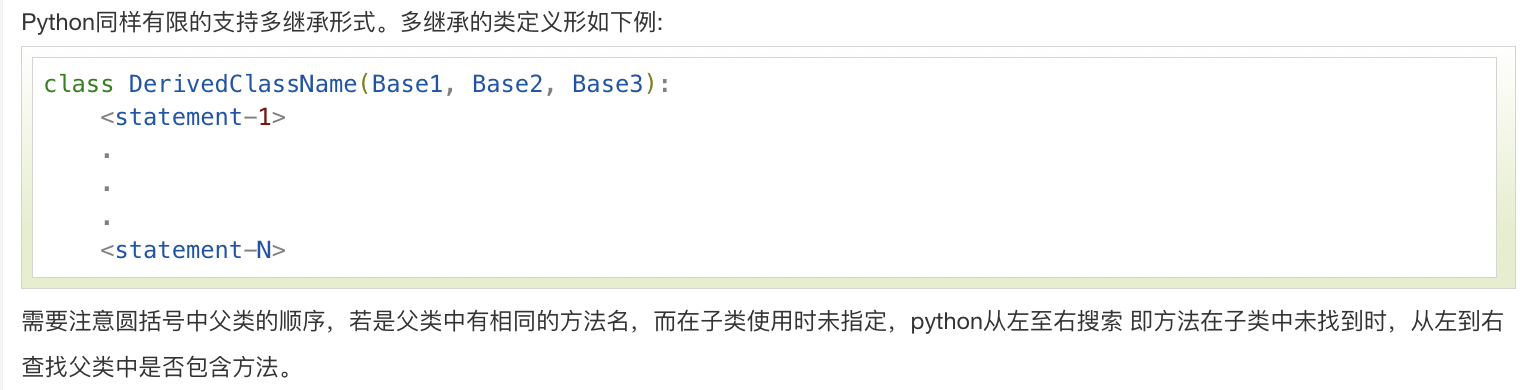 Python同样有限的支持多继承形式。多继承的类定义形如下例:
class DerivedClassName(Base1, Base2, Base3):
    <statement-1>
    .
    .
    .
    <statement-N>
需要注意圆括号中父类的顺序，若是父类中有相同的方法名，而在子类使用时未指定，python从左至右搜索 即方法在子类中未找到时，从左到右
查找父类中是否包含方法。